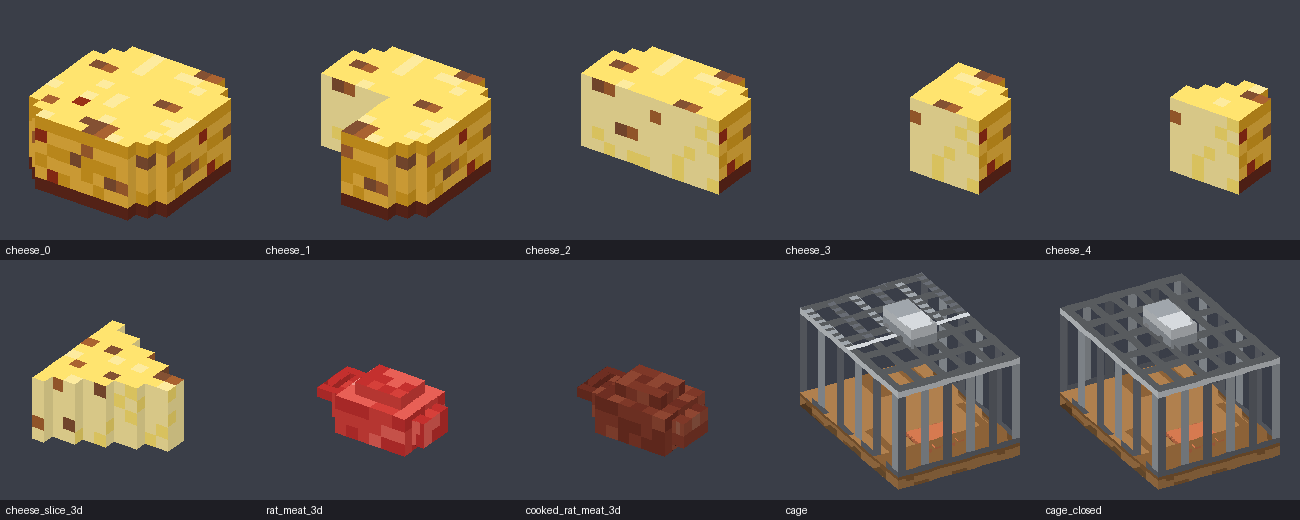 cheese_0
cheese_1
cheese_2
cheese_3
cheese_4
cheese_slice_3d
rat_meat_3d
cooked_rat_meat_3d
cage
cage_closed